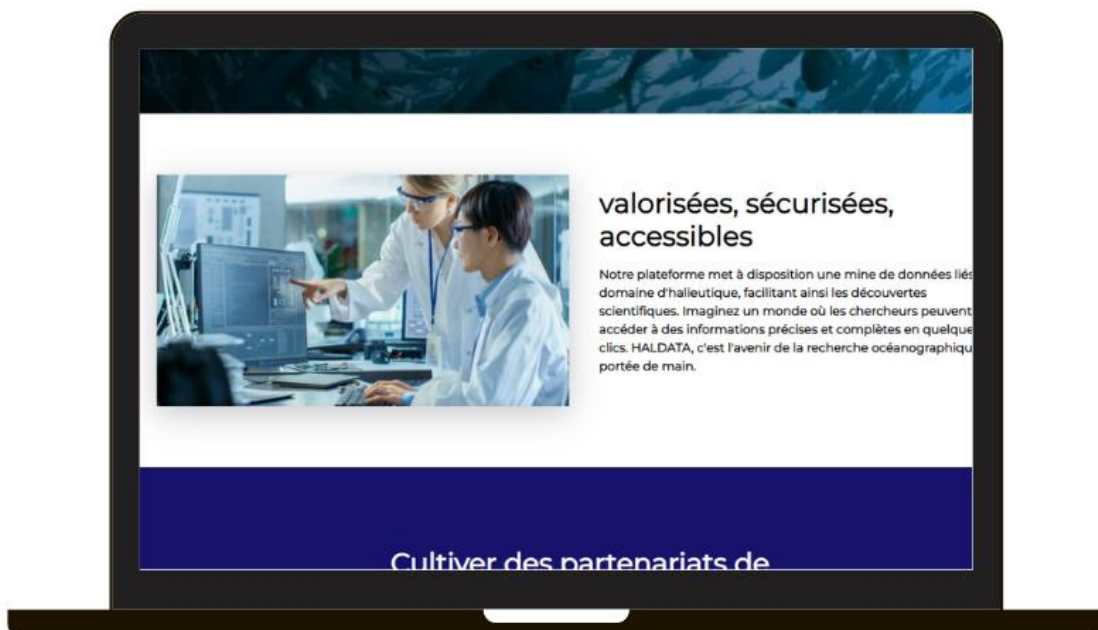 valorisées, sécurisées,
accessibles
Notre plateforme met à disposition une mine de données liés
domaine d'halieutique, facilitant ainsi les découvertes
scientifiques. Imaginez un monde où les chercheurs peuvent
accéder à des informations précises et complètes en quelque
clics. HALDATA, c'est l'avenir de la recherche océanographiqu
portée de main.
Cultiver des partenariats de